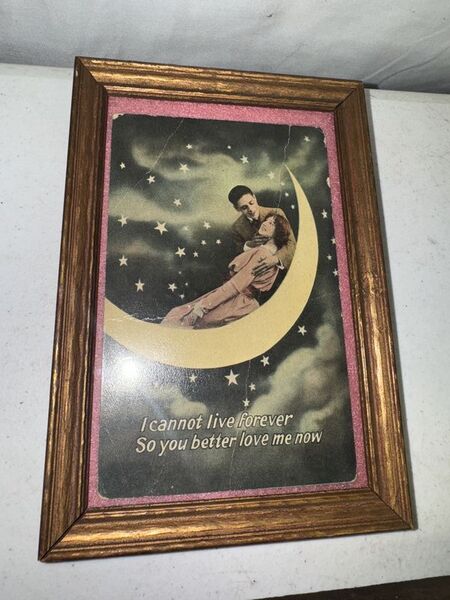 I cannot live forever
So you better love me now